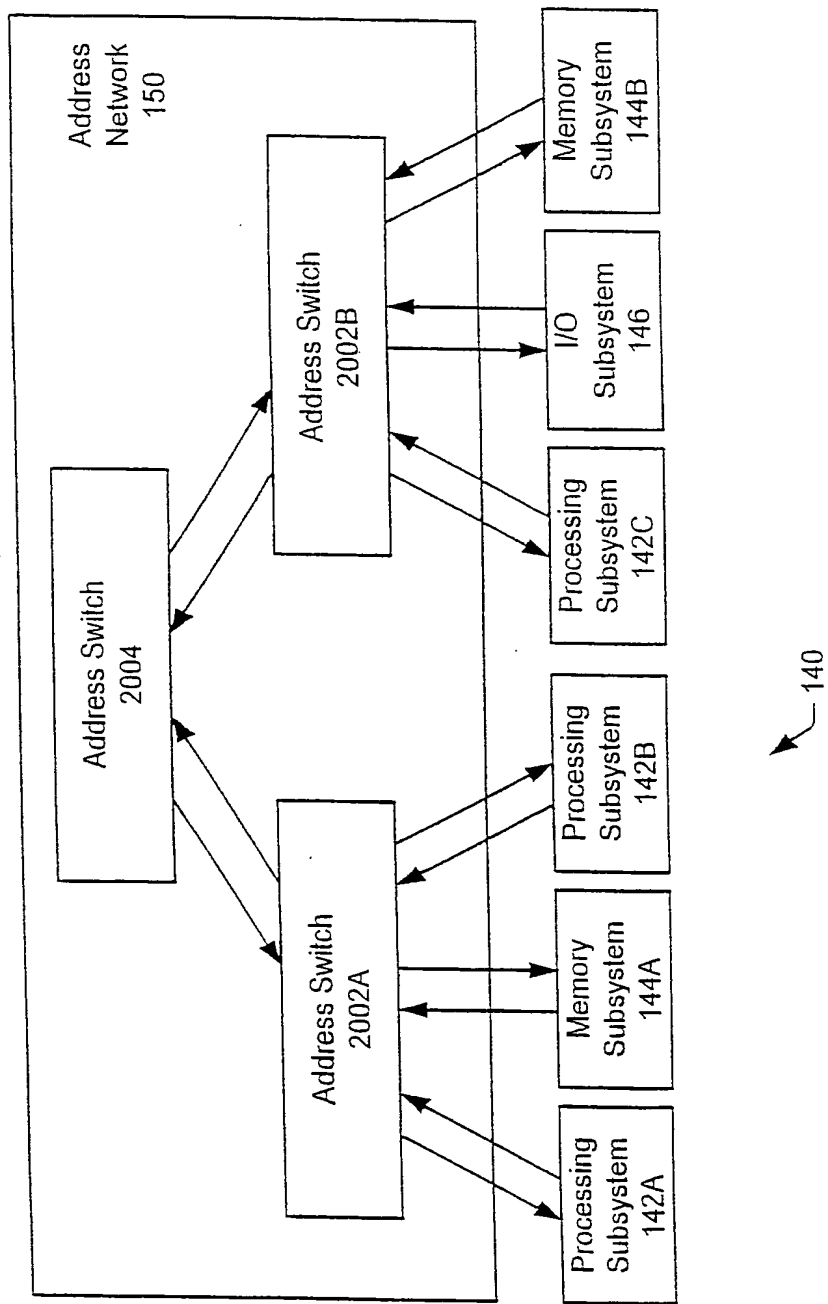 Address
Network
150
Address Switch
2004
Address Switch
2002A
Address Switch
2002B
Processing
Subsystem
142A
Memory
Subsystem
144A
Processing
Subsystem
142B
Processing
Subsystem
142C
I/O
Subsystem
146
Memory
Subsystem
144B
140